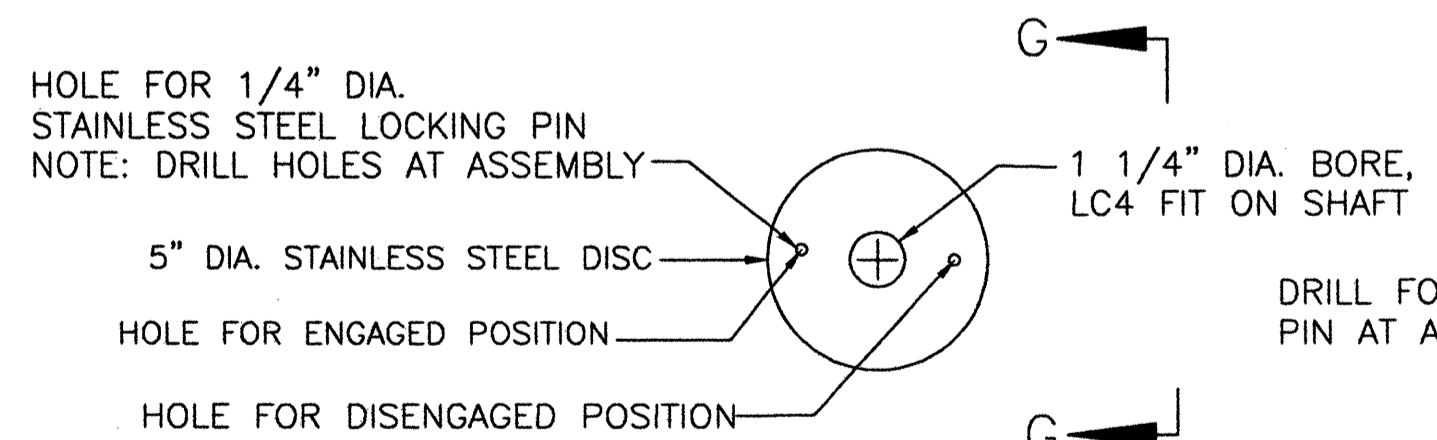 G
HOLE FOR 1/4" DIA.
STAINLESS STEEL LOCKING PIN
NOTE: DRILL HOLES AT ASSEMBLY
1 1/4" DIA. BORE,
LC4 FIT ON SHAFT
5" DIA. STAINLESS STEEL DISC
DRILL FO
PIN AT A
HOLE FOR ENGAGED POSITION
HOLE FOR DISENGAGED POSITION
G